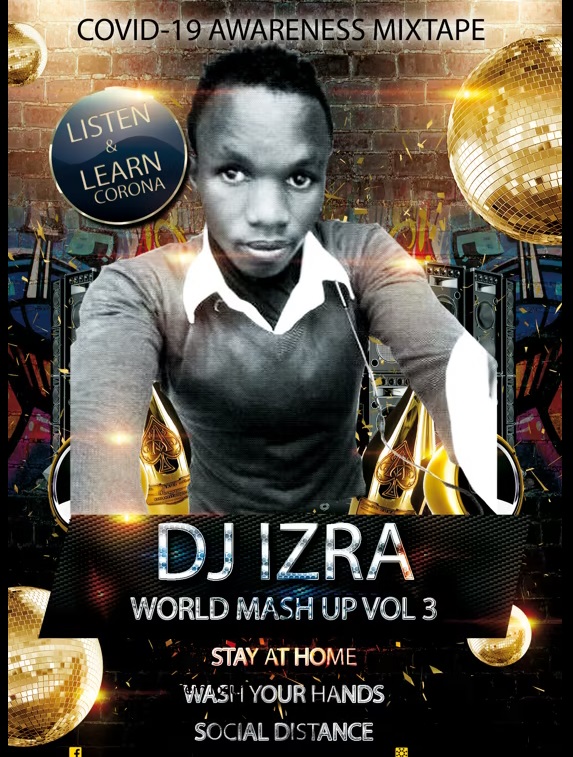 COVID-19 AWARENESS MIXTAPE
LISTEN
&
LEARN
CORONA
DJ IZRA
WORLD MASH UP VOL 3
STAY AT HOME
WASH YOUR HANDS
SOCIAL DISTANCE